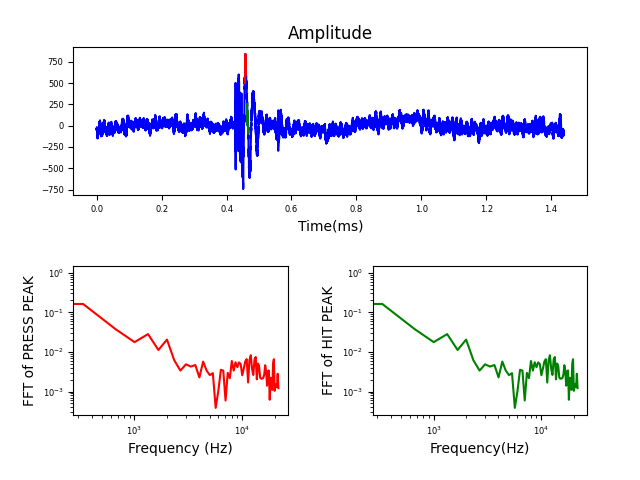 Amplitude
750
500
250
0
−250
−500
−750
0.0 0.2 0.4 0.6 0.8 1.0 1.2 1.4
Time(ms)
FFT of PRESS PEAK
10⁰
10⁻¹
10⁻²
10⁻³
10³ 10⁴
Frequency (Hz)
FFT of HIT PEAK
10⁰
10⁻¹
10⁻²
10⁻³
10³ 10⁴
Frequency(Hz)